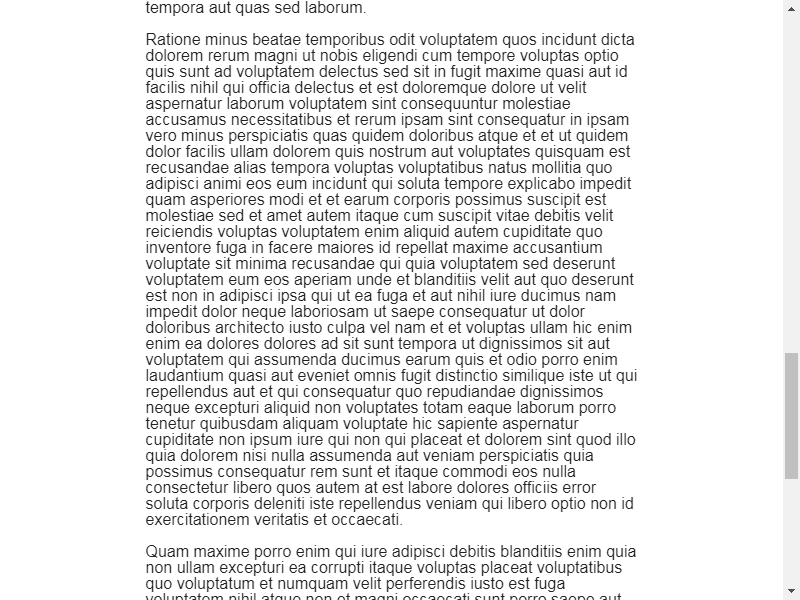 tempora aut quas sed laborum.
Ratione minus beatae temporibus odit voluptatem quos incidunt dicta
dolorem rerum magni ut nobis eligendi cum tempore voluptas optio
quis sunt ad voluptatem delectus sed sit in fugit maxime quasi aut id
facilis nihil qui officia delectus et est doloremque dolore ut velit
aspernatur laborum voluptatem sint consequuntur molestiae
accusamus necessitatibus et rerum ipsam sint consequatur in ipsam
vero minus perspiciatis quas quidem doloribus atque et et ut quidem
dolor facilis ullam dolorem quis nostrum aut voluptates quisquam est
recusandae alias tempora voluptas voluptatibus natus mollitia quo
adipisci animi eos eum incidunt qui soluta tempore explicabo impedit
quam asperiores modi et et earum corporis possimus suscipit est
molestiae sed et amet autem itaque cum suscipit vitae debitis velit
reiciendis voluptas voluptatem enim aliquid autem cupiditate quo
inventore fuga in facere maiores id repellat maxime accusantium
voluptate sit minima recusandae qui quia voluptatem sed deserunt
voluptatem eum eos aperiam unde et blanditiis velit aut quo deserunt
est non in adipisci ipsa qui ut ea fuga et aut nihil iure ducimus nam
impedit dolor neque laboriosam ut saepe consequatur ut dolor
doloribus architecto iusto culpa vel nam et et voluptas ullam hic enim
enim ea dolores dolores ad sit sunt tempora ut dignissimos sit aut
voluptatem qui assumenda ducimus earum quis et odio porro enim
laudantium quasi aut eveniet omnis fugit distinctio similique iste ut qui
repellendus aut et qui consequatur quo repudiandae dignissimos
neque excepturi aliquid non voluptates totam eaque laborum porro
tenetur quibusdam aliquam voluptate hic sapiente aspernatur
cupiditate non ipsum iure qui non qui placeat et dolorem sint quod illo
quia dolorem nisi nulla assumenda aut veniam perspiciatis quia
possimus consequatur rem sunt et itaque commodi eos nulla
consectetur libero quos autem at est labore dolores officiis error
soluta corporis deleniti iste repellendus veniam qui libero optio non id
exercitationem veritatis et occaecati.
Quam maxime porro enim qui iure adipisci debitis blanditiis enim quia
non ullam excepturi ea corrupti itaque voluptas placeat voluptatibus
quo voluptatum et numquam velit perferendis iusto est fuga
voluptatem nihil atque non et magni occaecati sunt porro saepe aut